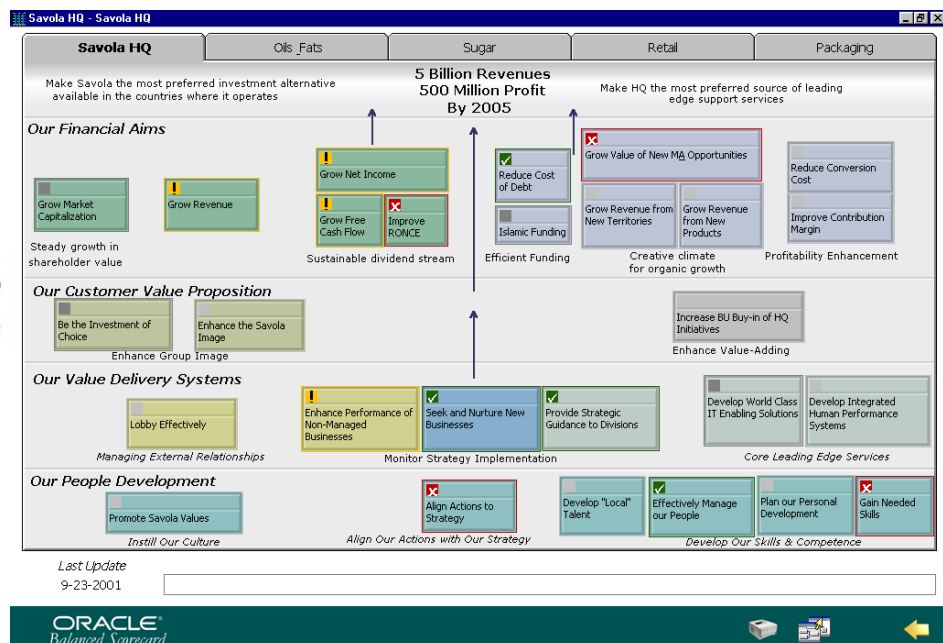 Savola HQ - Savola HQ
Savola HQ
Oils_Fats
Sugar
Retail
Packaging
Make Savola the most preferred investment alternative
available in the countries where it operates
5 Billion Revenues
500 Million Profit
By 2005
Make HQ the most preferred source of leading
edge support services
Our Financial Aims
Grow Market
Capitalization
Steady growth in
shareholder value
Grow Revenue
Grow Net Income
Grow Free
Cash Flow
Improve
RONCE
Sustainable dividend stream
Reduce Cost
of Debt
Islamic Funding
Efficient Funding
Grow Value of New MA Opportunities
Grow Revenue from
New Territories
Grow Revenue
from New
Products
Creative climate
for organic growth
Reduce Conversion
Cost
Improve Contribution
Margin
Profitability Enhancement
Our Customer Value Proposition
Be the Investment of
Choice
Enhance the Savola
Image
Enhance Group Image
Increase BU Buy-in of HQ
Initiatives
Enhance Value-Adding
Our Value Delivery Systems
Lobby Effectively
Managing External Relationships
Enhance Performance of
Non-Managed
Businesses
Seek and Nurture New
Businesses
Provide Strategic
Guidance to Divisions
Monitor Strategy Implementation
Develop World Class
IT Enabling Solutions
Develop Integrated
Human Performance
Systems
Core Leading Edge Services
Our People Development
Promote Savola Values
Instill Our Culture
Align Actions to
Strategy
Align Our Actions with Our Strategy
Develop "Local"
Talent
Effectively Manage
our People
Plan our Personal
Development
Gain Needed
Skills
Develop Our Skills & Competence
Last Update
9-23-2001
ORACLE
Balanced Scorecard